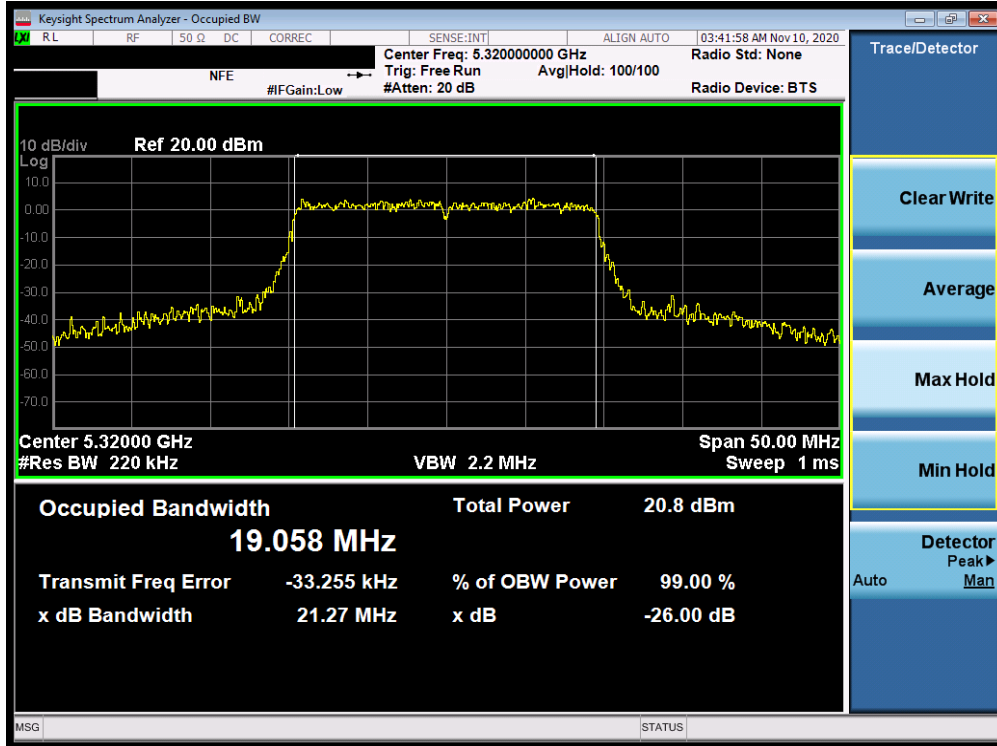 Keysight Spectrum Analyzer - Occupied BW
LXI RL RF 50 Ω DC CORREC SENSE:INT ALIGN AUTO 03:41:58 AM Nov 10, 2020
Center Freq: 5.320000000 GHz Radio Std: None
NFE Trig: Free Run Avg|Hold: 100/100
#IFGain:Low #Atten: 20 dB Radio Device: BTS
Trace/Detector
10 dB/div Ref 20.00 dBm
Log
10.0
0.00
-10.0
-20.0
-30.0
-40.0
-50.0
-60.0
-70.0
Center 5.32000 GHz Span 50.00 MHz
#Res BW 220 kHz VBW 2.2 MHz Sweep 1 ms
Occupied Bandwidth Total Power 20.8 dBm
19.058 MHz
Transmit Freq Error -33.255 kHz % of OBW Power 99.00 %
x dB Bandwidth 21.27 MHz x dB -26.00 dB
Clear Write
Average
Max Hold
Min Hold
Detector
Peak▶
Auto Man
MSG STATUS